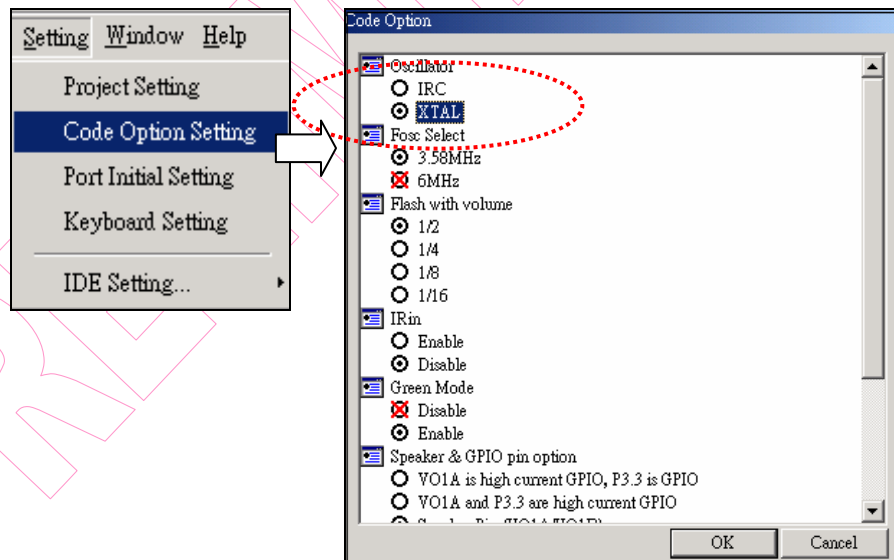 Setting Window Help
Project Setting
Code Option Setting
Port Initial Setting
Keyboard Setting
IDE Setting...
Code Option
Oscillator
IRC
XTAL
Fosc Select
3.58MHz
6MHz
Flash with volume
1/2
1/4
1/8
1/16
IRin
Enable
Disable
Green Mode
Disable
Enable
Speaker & GPIO pin option
VO1A is high current GPIO, P3.3 is GPIO
VO1A and P3.3 are high current GPIO
OK Cancel